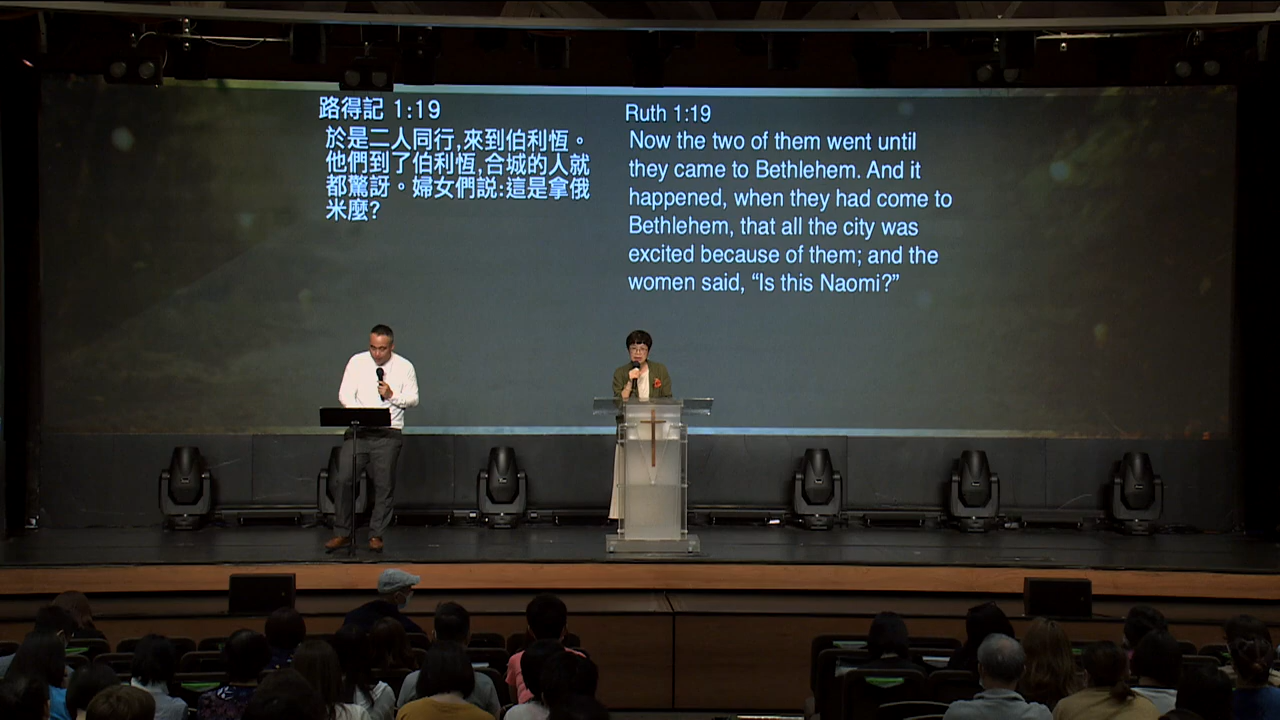 路得記 1:19
於是二人同行,來到伯利恆。
他們到了伯利恆,合城的人就
都驚訝。婦女們説:這是拿俄
米麼?
Ruth 1:19
Now the two of them went until
they came to Bethlehem. And it
happened, when they had come to
Bethlehem, that all the city was
excited because of them; and the
women said, “Is this Naomi?”